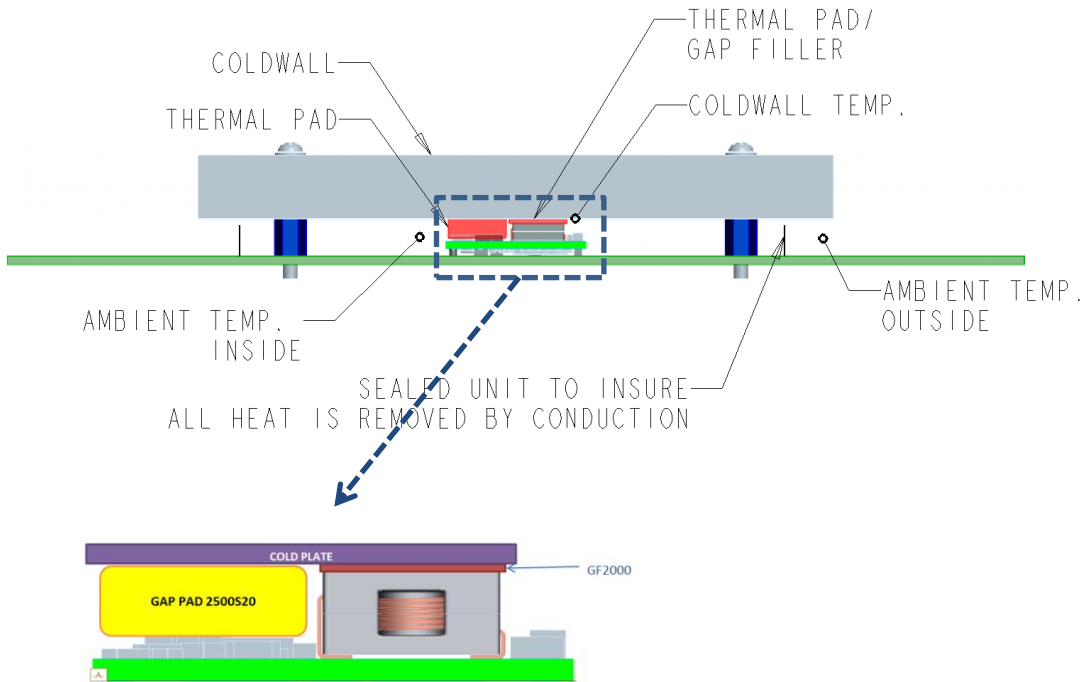 THERMAL PAD/
GAP FILLER
COLDWALL
COLDWALL TEMP.
THERMAL PAD
AMBIENT TEMP.
INSIDE
AMBIENT TEMP.
OUTSIDE
SEALED UNIT TO INSURE
ALL HEAT IS REMOVED BY CONDUCTION
COLD PLATE
GF2000
GAP PAD 2500S20
-A-